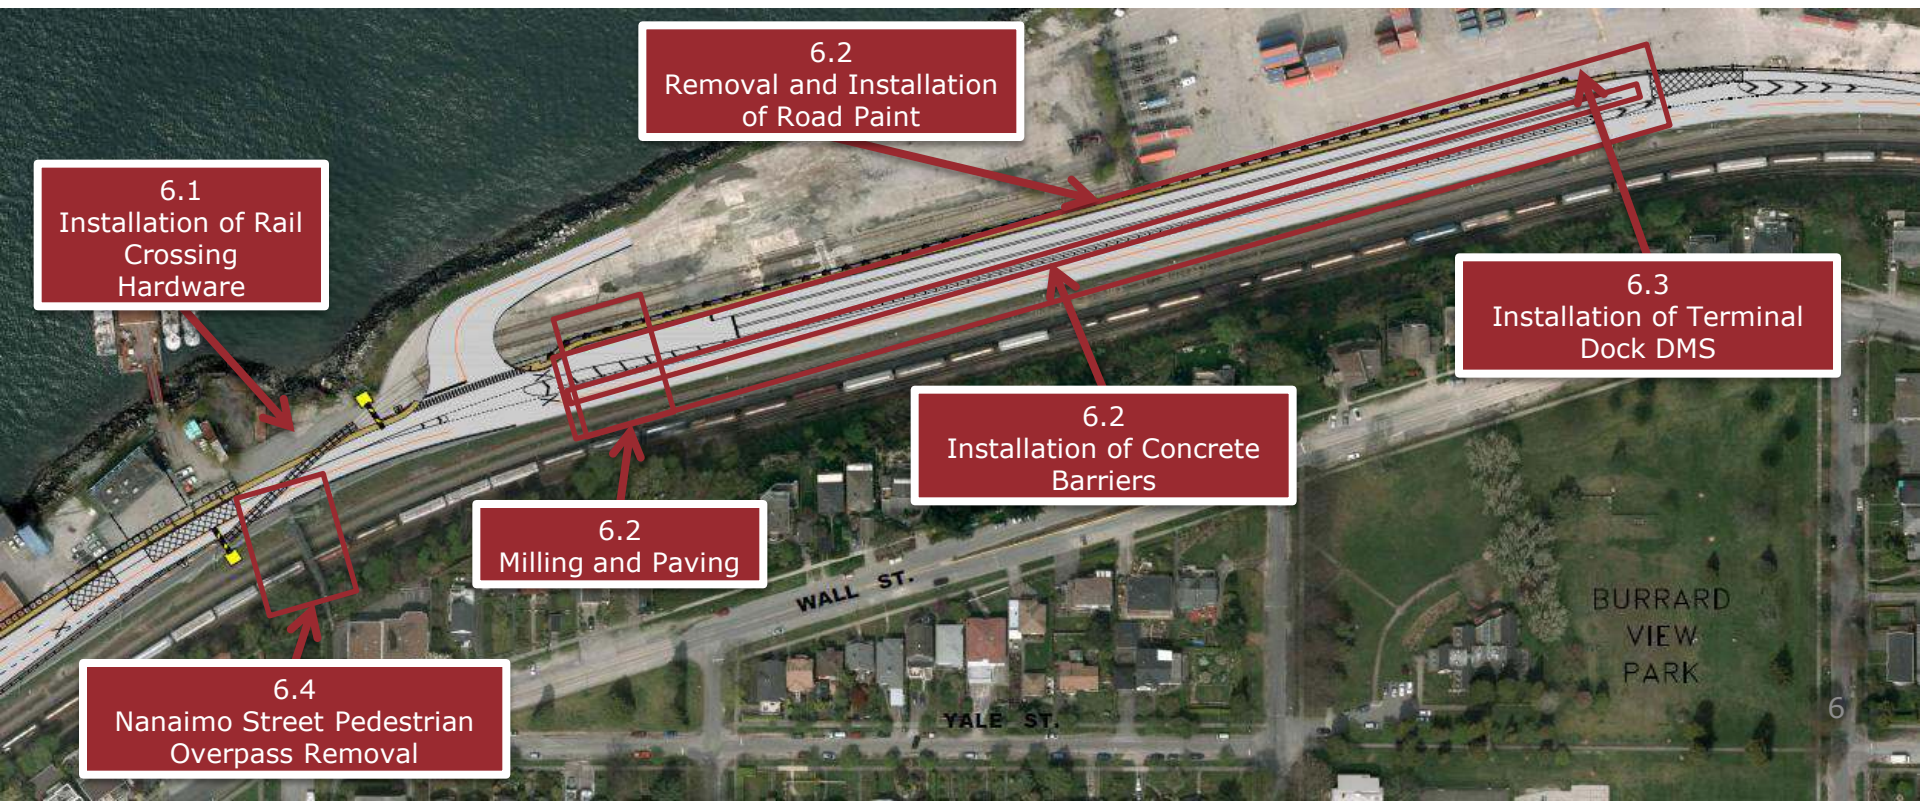 6.2
Removal and Installation
of Road Paint
6.1
Installation of Rail
Crossing
Hardware
6.3
Installation of Terminal
Dock DMS
6.2
Installation of Concrete
Barriers
6.2
Milling and Paving
6.4
Nanaimo Street Pedestrian
Overpass Removal
WALL ST.
YALE ST.
BURRARD
VIEW
PARK
6